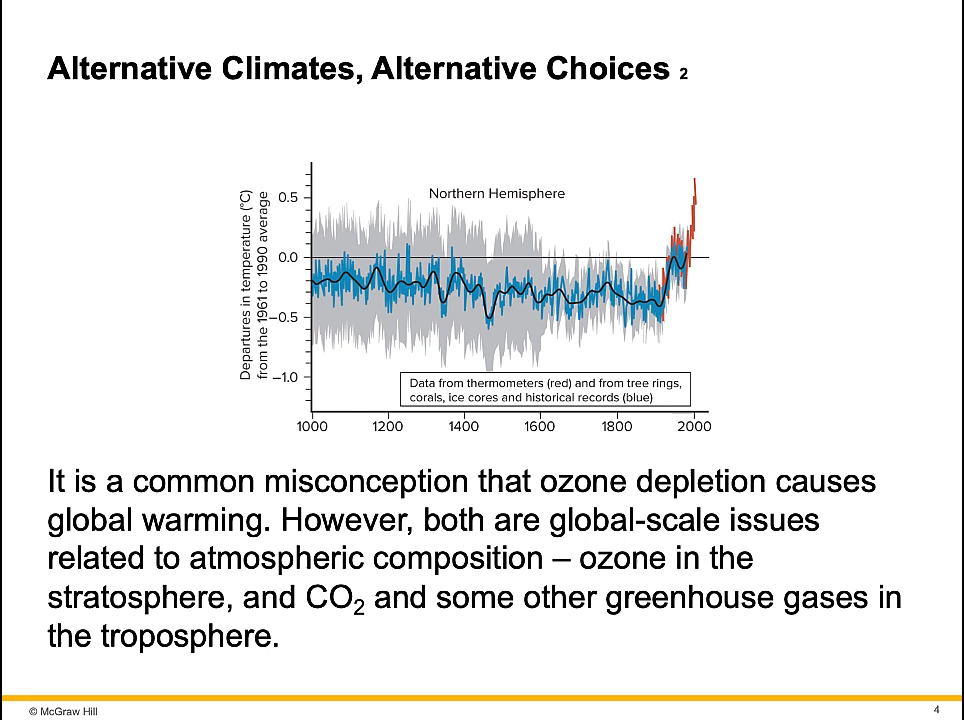 Alternative Climates, Alternative Choices 2
Departures in temperature (°C)
from the 1961 to 1990 average
0.5
0.0
−0.5
−1.0
Northern Hemisphere
Data from thermometers (red) and from tree rings,
corals, ice cores and historical records (blue)
1000 1200 1400 1600 1800 2000
It is a common misconception that ozone depletion causes
global warming. However, both are global-scale issues
related to atmospheric composition – ozone in the
stratosphere, and CO₂ and some other greenhouse gases in
the troposphere.
© McGraw Hill
4